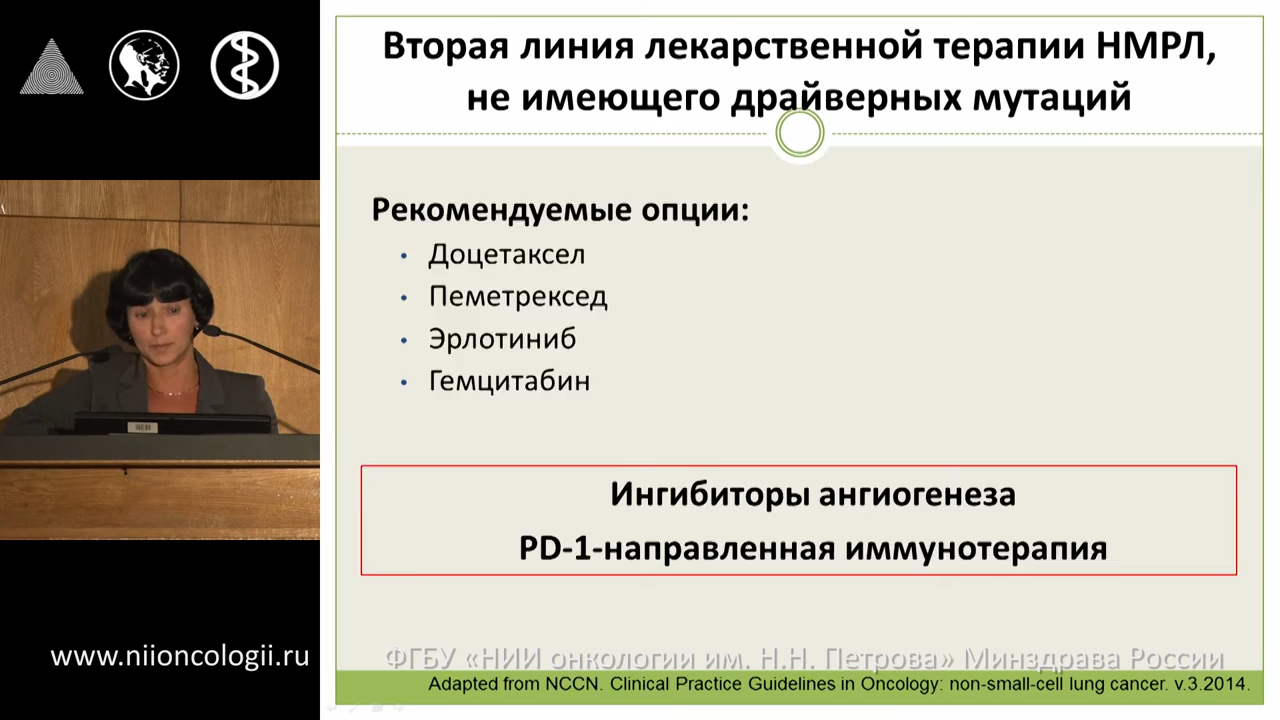 Вторая линия лекарственной терапии НМРЛ,
не имеющего драйверных мутаций
Рекомендуемые опции:
• Доцетаксел
• Пеметрексед
• Эрлотиниб
• Гемцитабин
Ингибиторы ангиогенеза
PD-1-направленная иммунотерапия
www.niioncologii.ru
ФГБУ «НИИ онкологии им. Н.Н. Петрова» Минздрава России
Adapted from NCCN. Clinical Practice Guidelines in Oncology: non-small-cell lung cancer. v.3.2014.